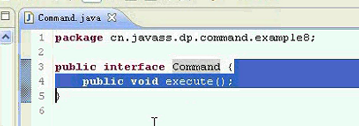 Command.java
1 package cn.javass.dp.command.example8;
2
3 public interface Command {
4 public void execute();
5 }
6